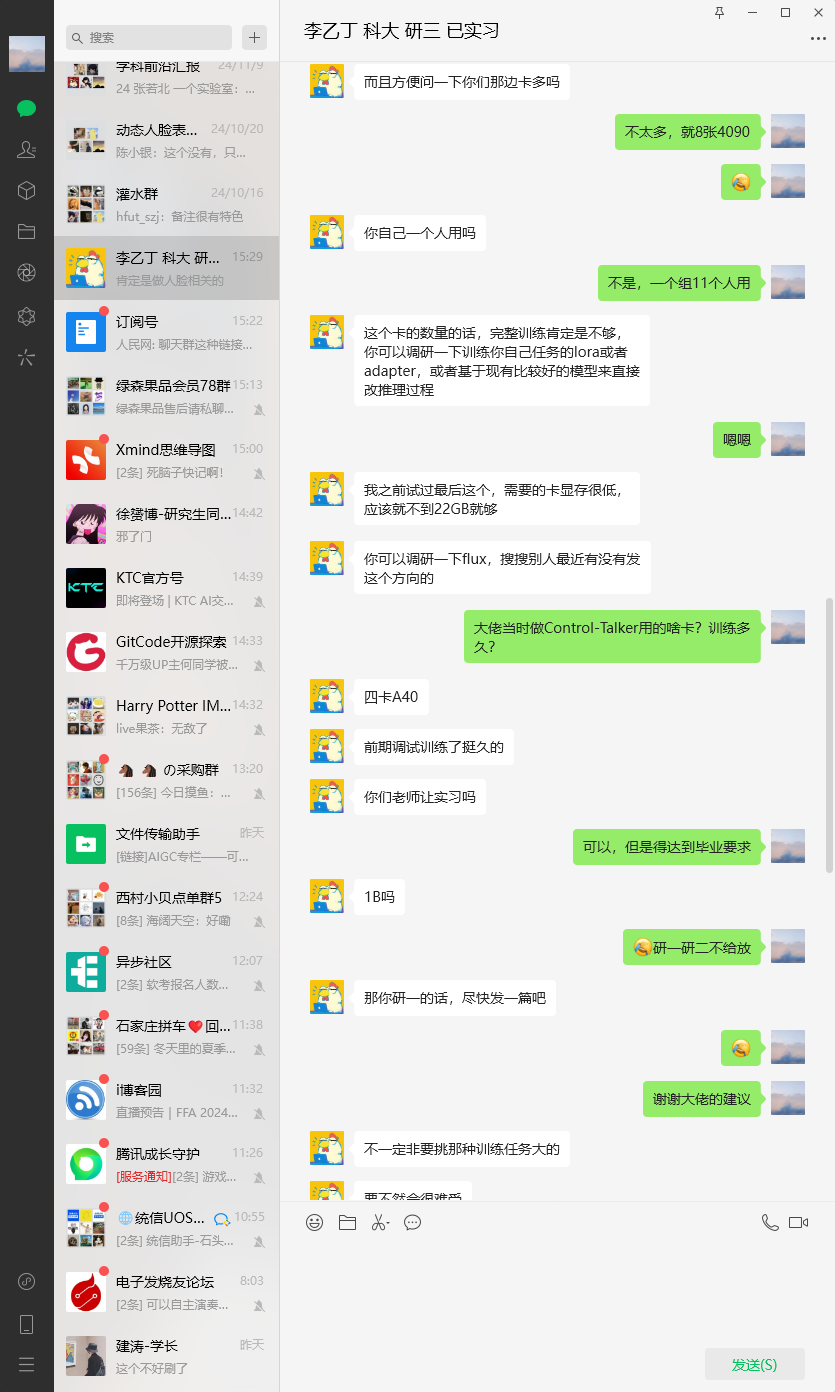 搜索
学科前沿汇报 24/11/9
24 张若北 一个实验室：...
动态人脸表... 24/10/20
陈小银：这个没有，只...
灌水群 24/10/16
hfut_szj：备注很有特色
李乙丁 科大 研... 15:29
肯定是做人脸相关的
订阅号 15:22
人民网: 聊天群这种链接...
绿森果品会员78群 15:13
绿森果品售后请私聊...
Xmind思维导图 15:00
[2条] 死脑子快记啊！
徐赟博-研究生同... 14:42
邪了门
KTC官方号 14:39
即将登场 | KTC AI交...
GitCode开源探索 14:33
千万级UP主何同学被...
Harry Potter IM... 14:32
live果茶：无敌了
の采购群 13:20
[156条] 今日摸鱼：...
文件传输助手 昨天
[链接]AIGC专栏——可...
西村小贝点单群5 12:24
[8条] 海阔天空：好嘞
异步社区 12:07
[2条] 软考报名人数...
石家庄拼车❤️回... 11:38
[59条] 冬天里的夏季...
i博客园 11:32
直播预告 | FFA 2024...
腾讯成长守护 11:26
[服务通知][2条] 游戏...
🌐统信UOS... 10:55
[2条] 统信助手-石头...
电子发烧友论坛 8:03
[2条] 可以自主演奏...
建涛-学长 昨天
这个不好刷了
李乙丁 科大 研三 已实习
而且方便问一下你们那边卡多吗
不太多，就8张4090
😂
你自己一个人用吗
不是，一个组11个人用
这个卡的数量的话，完整训练肯定是不够，
你可以调研一下训练你自己任务的lora或者
adapter，或者基于现有比较好的模型来直接
改推理过程
嗯嗯
我之前试过最后这个，需要的卡显存很低，
应该就不到22GB就够
你可以调研一下flux，搜搜别人最近有没有发
这个方向的
大佬当时做Control-Talker用的啥卡？训练多
久？
四卡A40
前期调试训练了挺久的
你们老师让实习吗
可以，但是得达到毕业要求
1B吗
😂研一研二不给放
那你研一的话，尽快发一篇吧
😂
谢谢大佬的建议
不一定非要挑那种训练任务大的
要不然会很难受
发送(S)